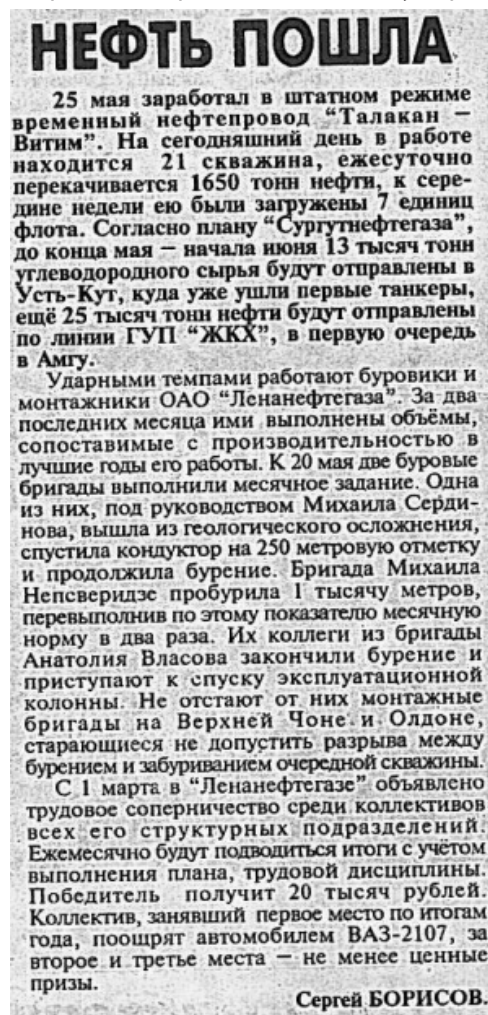 НЕФТЬ ПОШЛА
25 мая заработал в штатном режиме
временный нефтепровод “Талакан –
Витим”. На сегодняшний день в работе
находится 21 скважина, ежесуточно
перекачивается 1650 тонн нефти, к сере-
дине недели ею были загружены 7 единиц
флота. Согласно плану “Сургутнефтегаза”,
до конца мая – начала июня 13 тысяч тонн
углеводородного сырья будут отправлены в
Усть-Кут, куда уже ушли первые танкеры,
ещё 25 тысяч тонн нефти будут отправлены
по линии ГУП “ЖКХ”, в первую очередь
в Амгу.
Ударными темпами работают буровики и
монтажники ОАО “Ленанефтегаза”. За два
последних месяца ими выполнены объёмы,
сопоставимые с производительностью в
лучшие годы его работы. К 20 мая две буровые
бригады выполнили месячное задание. Одна
из них, под руководством Михаила Серди-
нова, вышла из геологического осложнения,
спустила кондуктор на 250 метровую отметку
и продолжила бурение. Бригада Михаила
Непсверидзе пробурила 1 тысячу метров,
перевыполнив по этому показателю месячную
норму в два раза. Их коллеги из бригады
Анатолия Власова закончили бурение и
приступают к спуску эксплуатационной
колонны. Не отстают от них монтажные
бригады на Верхней Чоне и Олдоне,
старающиеся не допустить разрыва между
бурением и забуриванием очередной скважины.
С 1 марта в “Ленанефтегазе” объявлено
трудовое соперничество среди коллективов
всех его структурных подразделений.
Ежемесячно будут подводиться итоги с учётом
выполнения плана, трудовой дисциплины.
Победитель получит 20 тысяч рублей.
Коллектив, занявший первое место по итогам
года, поощрят автомобилем ВАЗ-2107, за
второе и третье места – не менее ценные
призы.
Сергей БОРИСОВ.